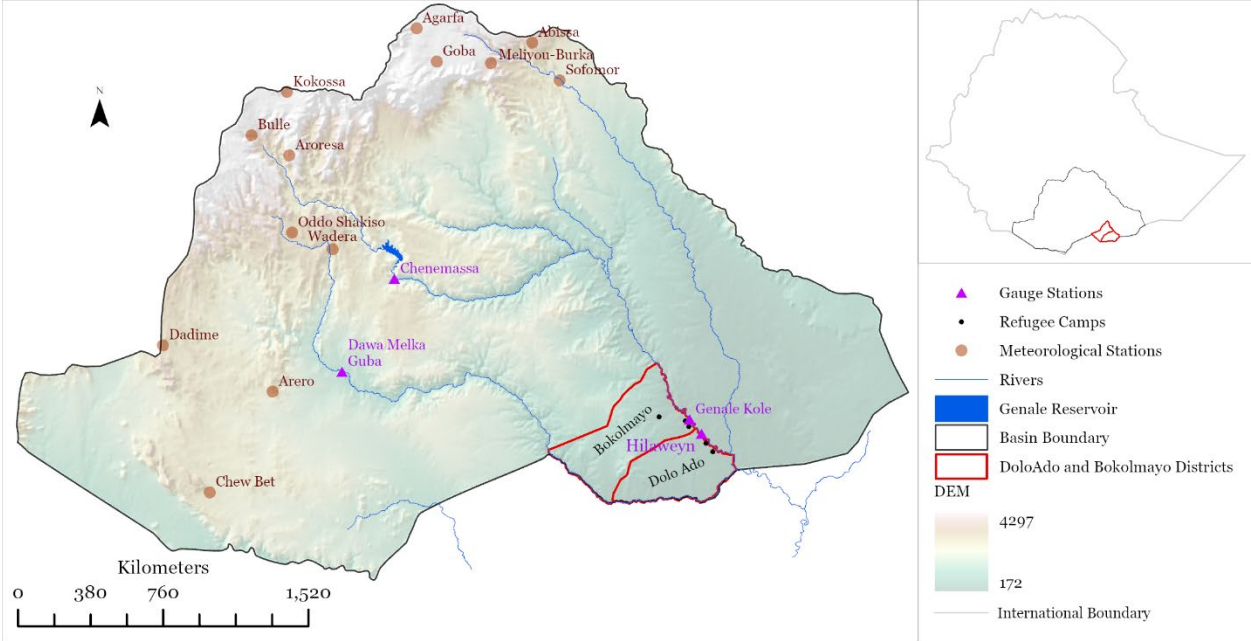 Agarfa
Abissa
Goba
Meliyou-Burka
Sofomor
Kokossa
N
Bulle
Aroresa
Oddo Shakiso
Wadera
Chenemassa
Dadime
Dawa Melka
Guba
Arero
Genale Kole
Bokolmayo
Hilaweyn
Dolo Ado
Chew Bet
Kilometers
0 380 760 1,520
Gauge Stations
Refugee Camps
Meteorological Stations
Rivers
Genale Reservoir
Basin Boundary
DoloAdo and Bokolmayo Districts
DEM
4297
172
International Boundary